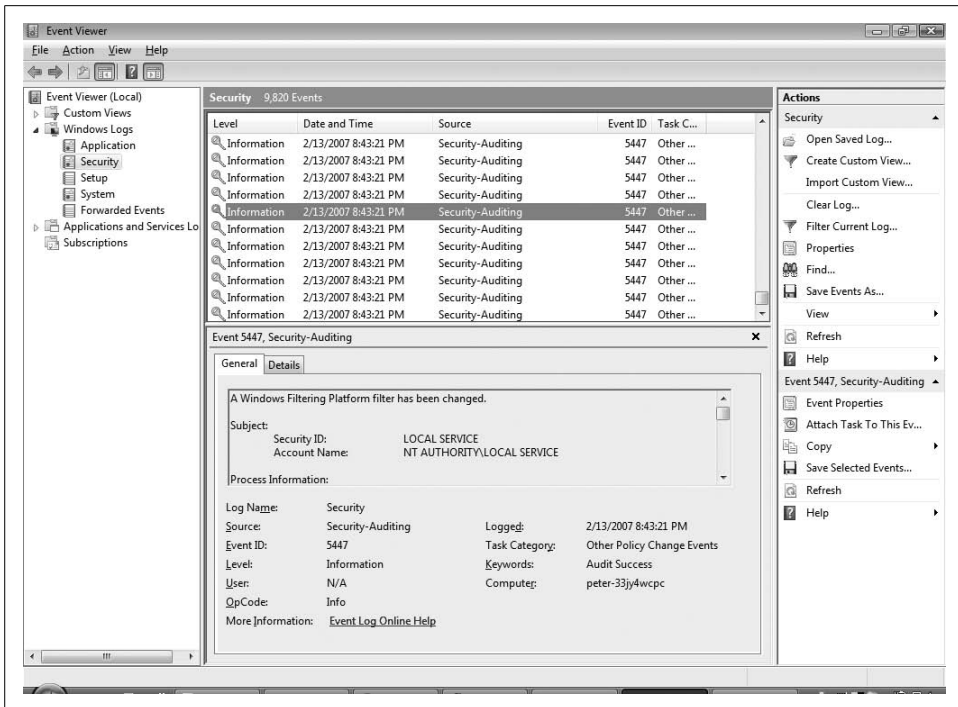 Event Viewer
File Action View Help
Event Viewer (Local)
Custom Views
Windows Logs
Application
Security
Setup
System
Forwarded Events
Applications and Services Lo
Subscriptions
Security 9,820 Events
Level Date and Time Source Event ID Task C...
Information 2/13/2007 8:43:21 PM Security-Auditing 5447 Other ...
Information 2/13/2007 8:43:21 PM Security-Auditing 5447 Other ...
Information 2/13/2007 8:43:21 PM Security-Auditing 5447 Other ...
Information 2/13/2007 8:43:21 PM Security-Auditing 5447 Other ...
Information 2/13/2007 8:43:21 PM Security-Auditing 5447 Other ...
Information 2/13/2007 8:43:21 PM Security-Auditing 5447 Other ...
Information 2/13/2007 8:43:21 PM Security-Auditing 5447 Other ...
Information 2/13/2007 8:43:21 PM Security-Auditing 5447 Other ...
Information 2/13/2007 8:43:21 PM Security-Auditing 5447 Other ...
Information 2/13/2007 8:43:21 PM Security-Auditing 5447 Other ...
Information 2/13/2007 8:43:21 PM Security-Auditing 5447 Other ...
Event 5447, Security-Auditing
General Details
A Windows Filtering Platform filter has been changed.
Subject:
Security ID: LOCAL SERVICE
Account Name: NT AUTHORITY\LOCAL SERVICE
Process Information:
Log Name: Security
Source: Security-Auditing Logged: 2/13/2007 8:43:21 PM
Event ID: 5447 Task Category: Other Policy Change Events
Level: Information Keywords: Audit Success
User: N/A Computer: peter-33jy4wcpc
OpCode: Info
More Information: Event Log Online Help
Actions
Security
Open Saved Log...
Create Custom View...
Import Custom View...
Clear Log...
Filter Current Log...
Properties
Find...
Save Events As...
View
Refresh
Help
Event 5447, Security-Auditing
Event Properties
Attach Task To This Ev...
Copy
Save Selected Events...
Refresh
Help